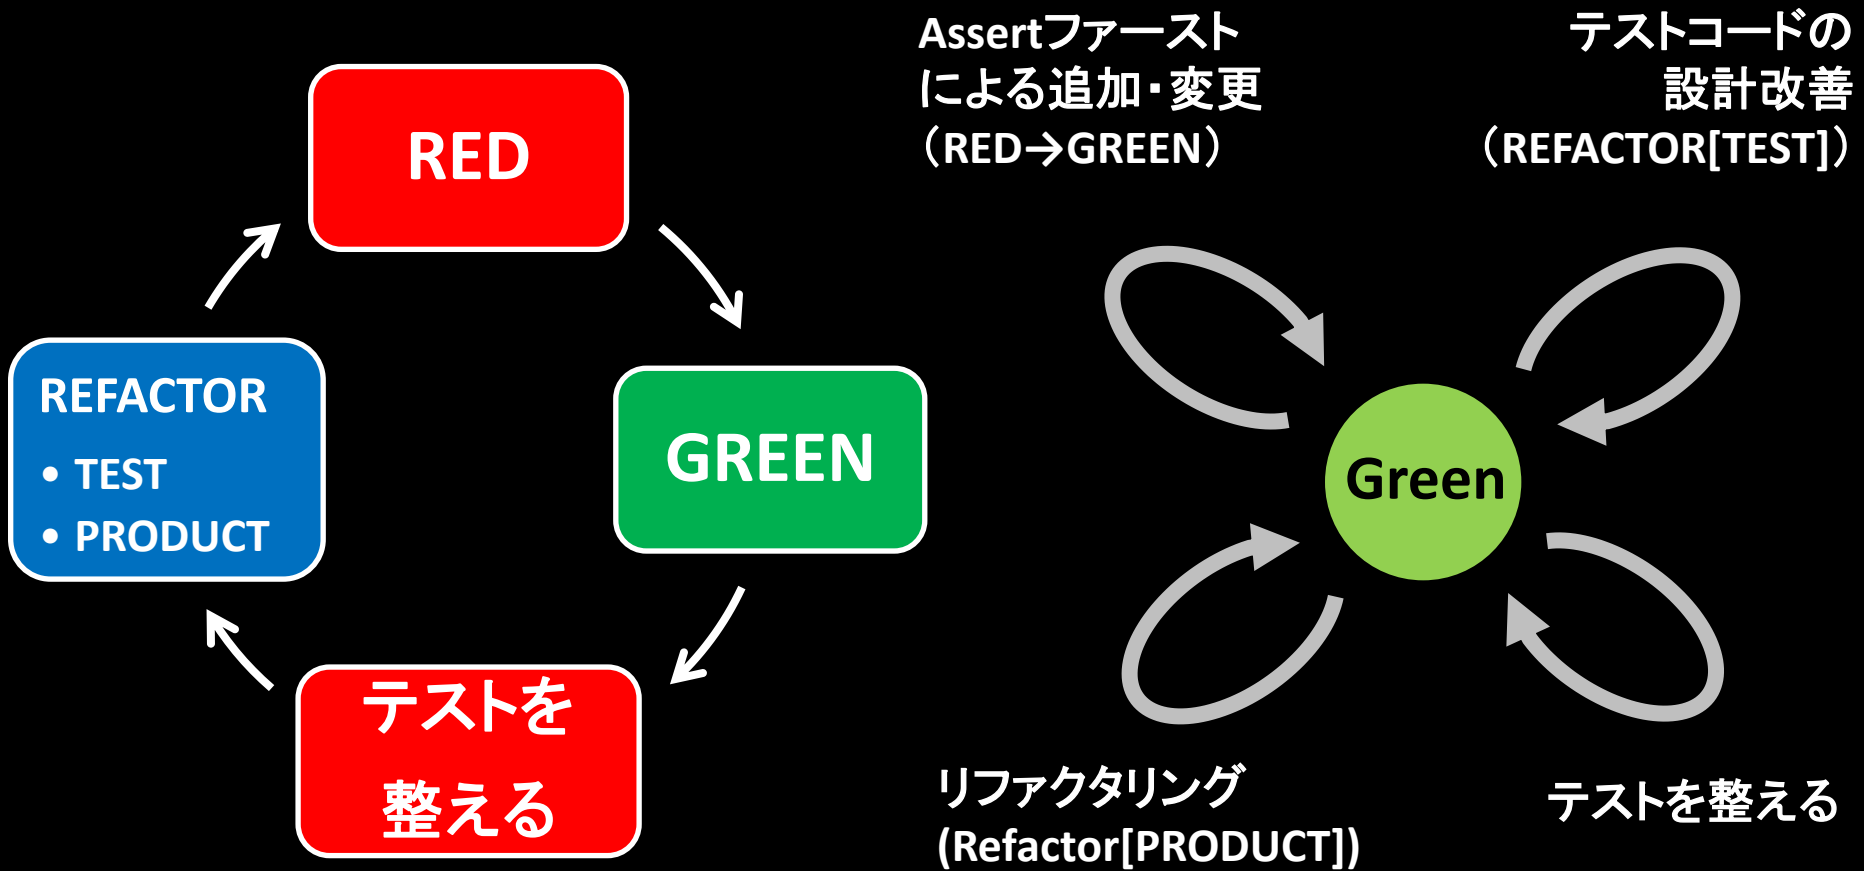 RED
GREEN
REFACTOR
• TEST
• PRODUCT
テストを
整える
Assertファースト
による追加・変更
（RED→GREEN）
テストコードの
設計改善
（REFACTOR[TEST]）
Green
リファクタリング
(Refactor[PRODUCT])
テストを整える